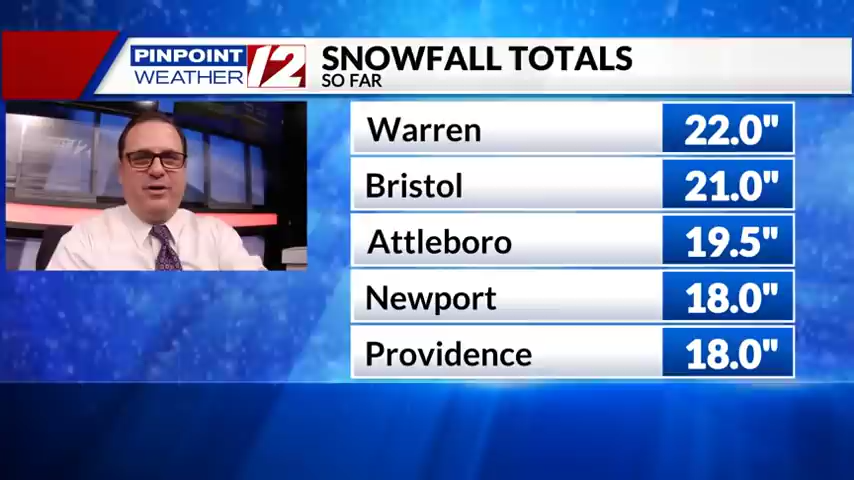 PINPOINT
WEATHER 12
SNOWFALL TOTALS
SO FAR
Warren 22.0"
Bristol 21.0"
Attleboro 19.5"
Newport 18.0"
Providence 18.0"